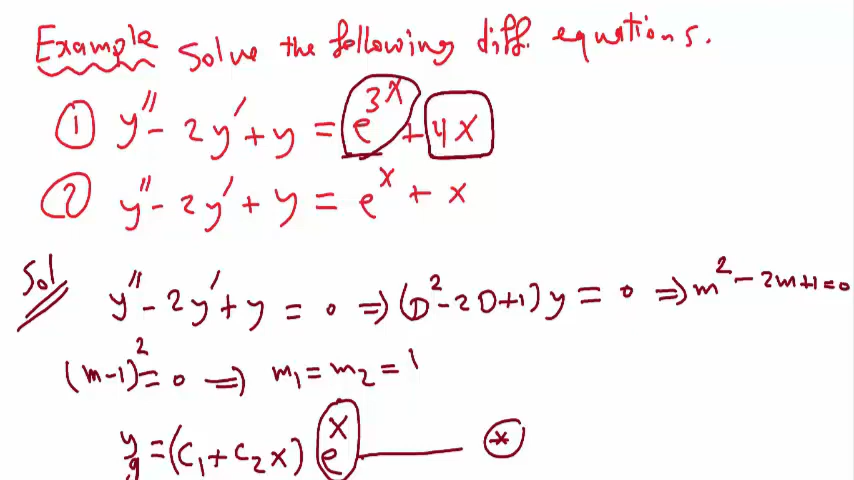 Example Solve the following diff. equations.
① y'' - 2y' + y = e^{3x} + 4x
② y'' - 2y' + y = e^x + x
Sol y'' - 2y' + y = 0 ⇒ (D² - 2D + 1) y = 0 ⇒ m² - 2m + 1 = 0
(m - 1)² = 0 ⇒ m₁ = m₂ = 1
y_g = (c₁ + c₂x) e^x ——— ⊛